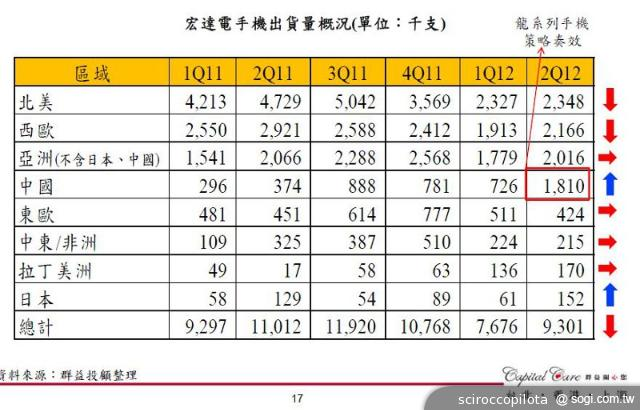 宏達電手機出貨量概況(單位：千支)
龍系列手機
策略奏效
區域 1Q11 2Q11 3Q11 4Q11 1Q12 2Q12
北美 4,213 4,729 5,042 3,569 2,327 2,348
西歐 2,550 2,921 2,588 2,412 1,913 2,166
亞洲(不含日本、中國) 1,541 2,066 2,288 2,568 1,779 2,016
中國 296 374 888 781 726 1,810
東歐 481 451 614 777 511 424
中東/非洲 109 325 387 510 224 215
拉丁美洲 49 17 58 63 136 170
日本 58 129 54 89 61 152
總計 9,297 11,012 11,920 10,768 7,676 9,301
資料來源：群益投顧整理
Capital Care 群益關心您
17
sciroccopilota @ sogi.com.tw